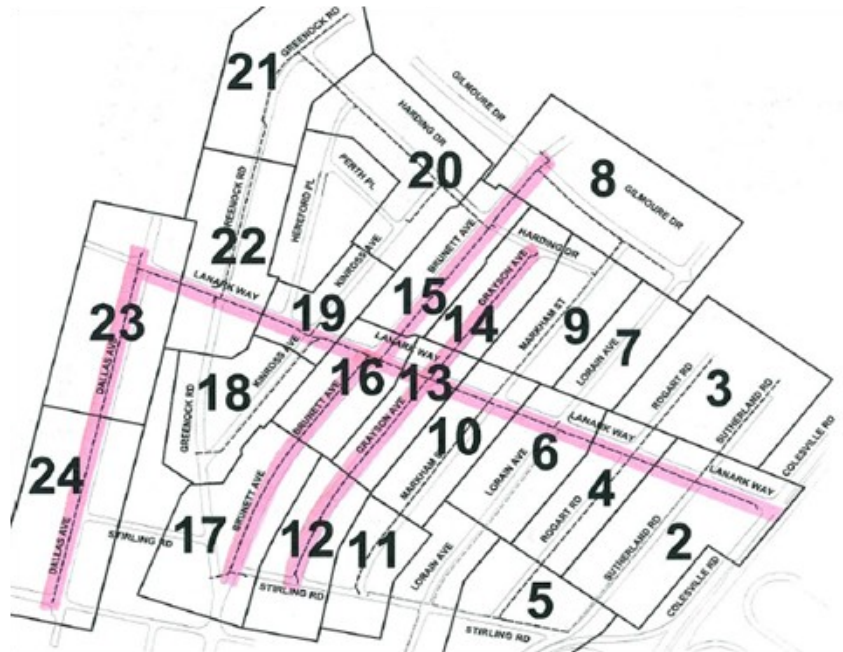 GREENOCK RD
21
GILMOURE DR
HARDING DR
20
PERTH PL
8
GILMOURE DR
REENOCK RD
HEREFORD PL
22
KINROSS AVE
BRUNETT AVE
HARDING DR
GRAYSON AVE
LANARK WAY
19
15
14
MARKHAM ST
9
23
DALLAS AVE
LANARK WAY
LORAIN AVE
7
18
KINROSS AVE
16
13
ROGART RD
3
SUTHERLAND RD
GREENOCK RD
BRUNETT AVE
GRAYSON AVE
10
MARKHAM
LANARK WAY
6
LORAIN AVE
COLESVILLE RD
24
BRUNETT AVE
4
LANARK WAY
ROGART RD
DALLAS AVE
STIRLING RD
17
12
11
LORAIN AVE
SUTHERLAND RD
2
COLESVILLE RD
STIRLING RD
5
STIRLING RD